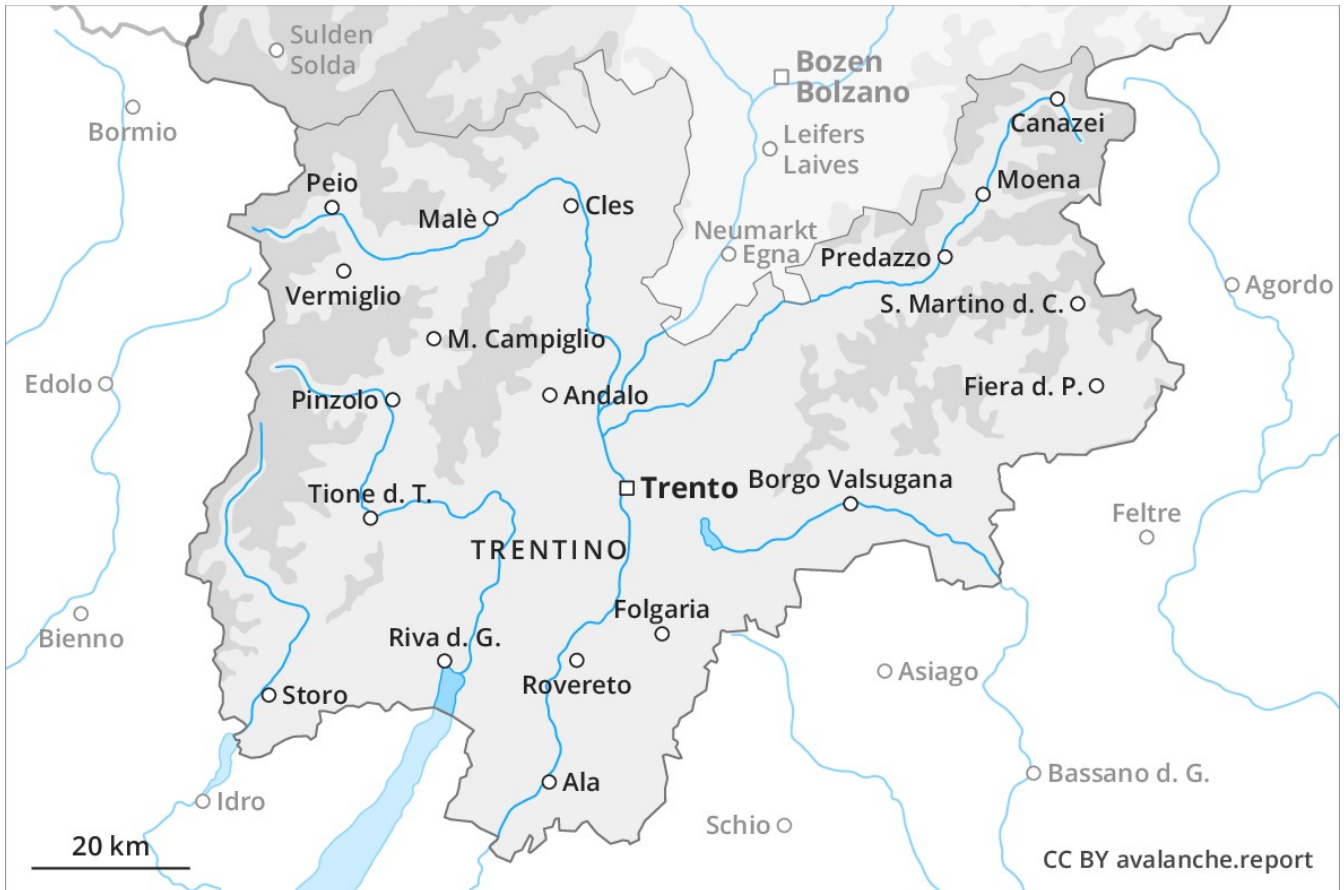 Sulden
Solda
Bozen
Bolzano
Bormio
Canazei
Leifers
Laives
Peio
Moena
Malè
Cles
Neumarkt
Egna
Predazzo
Vermiglio
S. Martino d. C.
Agordo
M. Campiglio
Edolo
Pinzolo
Andalo
Fiera d. P.
Tione d. T.
Trento
Borgo Valsugana
Feltre
TRENTINO
Folgaria
Bienno
Riva d. G.
Asiago
Rovereto
Storo
Bassano d. G.
Ala
Idro
Schio
20 km
CC BY avalanche.report